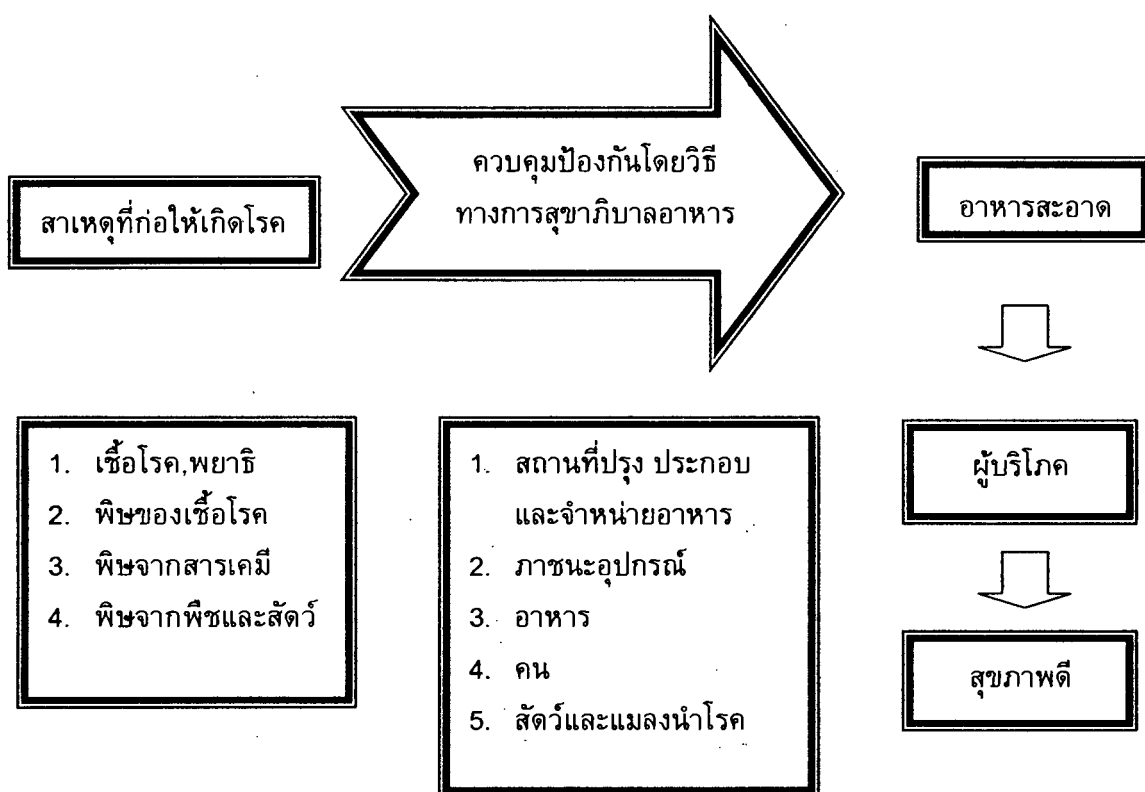 สาเหตุที่ก่อให้เกิดโรค
ควบคุมป้องกันโดยวิธี
ทางการสุขาภิบาลอาหาร
อาหารสะอาด
1. เชื้อโรค,พยาธิ
2. พิษของเชื้อโรค
3. พิษจากสารเคมี
4. พิษจากพืชและสัตว์
1. สถานที่ปรุง ประกอบ
และจำหน่ายอาหาร
2. ภาชนะอุปกรณ์
3. อาหาร
4. คน
5. สัตว์และแมลงนำโรค
ผู้บริโภค
สุขภาพดี